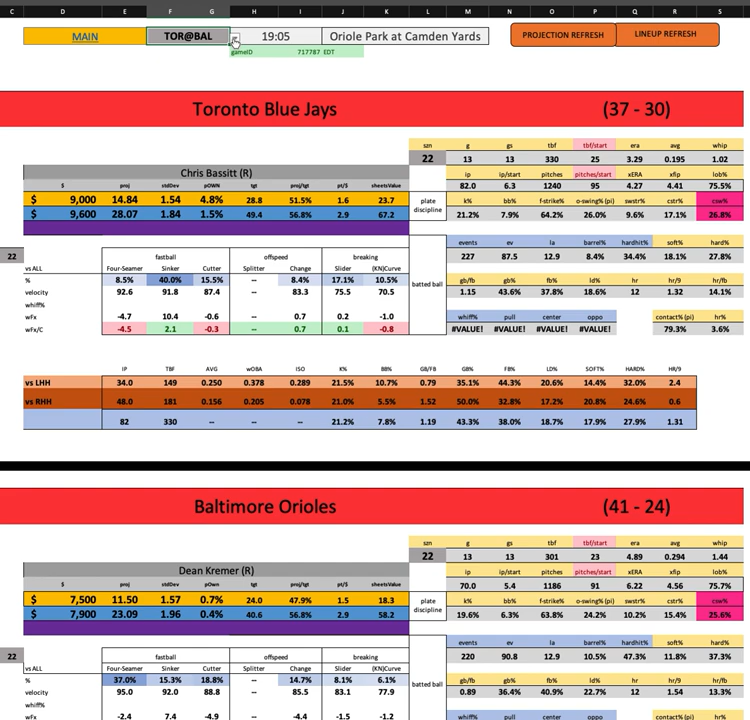 C D E F G H I J K L M N O P Q R S
MAIN TOR@BAL 19:05 Oriole Park at Camden Yards PROJECTION REFRESH LINEUP REFRESH
gameID 717787 EDT
Toronto Blue Jays (37 - 30)
szn g gs tbf tbf/start era avg whip
22 13 13 330 25 3.29 0.195 1.02
Chris Bassitt (R) ip ip/start pitches pitches/start xERA xfip lob%
$ proj stdDev pOWN tgt proj/tgt pt/$ sheetsValue 82.0 6.3 1240 95 4.27 4.41 75.5%
$ 9,000 14.84 1.54 4.8% 28.8 51.5% 1.6 23.7 plate discipline k% bb% f-strike% o-swing% (pi) swstr% cstr% csw%
$ 9,600 28.07 1.84 1.5% 49.4 56.8% 2.9 67.2 21.2% 7.9% 64.2% 26.0% 9.6% 17.1% 26.8%
events ev la barrel% hardhit% soft% hard%
22 fastball offspeed breaking 227 87.5 12.9 8.4% 34.4% 18.1% 27.8%
vs ALL Four-Seamer Sinker Cutter Splitter Change Slider (KN)Curve
% 8.5% 40.0% 15.5% -- 8.4% 17.1% 10.5% batted ball gb/fb gb% fb% ld% hr hr/9 hr/fb
velocity 92.6 91.8 87.4 -- 83.3 75.5 70.5 1.15 43.6% 37.8% 18.6% 12 1.32 14.1%
whiff%
wFx -4.7 10.4 -0.6 -- 0.7 0.2 -1.0 whiff% pull center oppo contact% (pi) hr%
wFx/C -4.5 2.1 -0.3 -- 0.7 0.1 -0.8 #VALUE! #VALUE! #VALUE! #VALUE! 79.3% 3.6%
IP TBF AVG wOBA ISO K% BB% GB/FB GB% FB% LD% SOFT% HARD% HR/9
vs LHH 34.0 149 0.250 0.378 0.289 21.5% 10.7% 0.79 35.1% 44.3% 20.6% 14.4% 32.0% 2.4
vs RHH 48.0 181 0.156 0.205 0.078 21.0% 5.5% 1.52 50.0% 32.8% 17.2% 20.8% 24.6% 0.6
82 330 -- -- -- 21.2% 7.8% 1.19 43.3% 38.0% 18.7% 17.9% 27.9% 1.31
Baltimore Orioles (41 - 24)
szn g gs tbf tbf/start era avg whip
22 13 13 301 23 4.89 0.294 1.44
Dean Kremer (R) ip ip/start pitches pitches/start xERA xfip lob%
$ proj stdDev pOwn tgt proj/tgt pt/$ sheetsValue 70.0 5.4 1186 91 6.22 4.56 75.7%
$ 7,500 11.50 1.57 0.7% 24.0 47.9% 1.5 18.3 plate discipline k% bb% f-strike% o-swing% (pi) swstr% cstr% csw%
$ 7,900 23.09 1.96 0.4% 40.6 56.8% 2.9 58.2 19.6% 6.3% 63.8% 24.2% 10.2% 15.4% 25.6%
events ev la barrel% hardhit% soft% hard%
22 fastball offspeed breaking 220 90.8 12.9 10.5% 47.3% 11.8% 37.3%
vs ALL Four-Seamer Sinker Cutter Splitter Change Slider (KN)Curve
% 37.0% 15.3% 18.8% -- 14.7% 8.1% 6.1% batted ball gb/fb gb% fb% ld% hr hr/9 hr/fb
velocity 95.0 92.0 88.8 -- 85.5 83.1 77.9 0.89 36.4% 40.9% 22.7% 12 1.54 13.3%
whiff%
wFx -2.4 7.4 -4.9 -- -4.4 -1.5 -1.2 whiff% pull center oppo contact% (pi) hr%